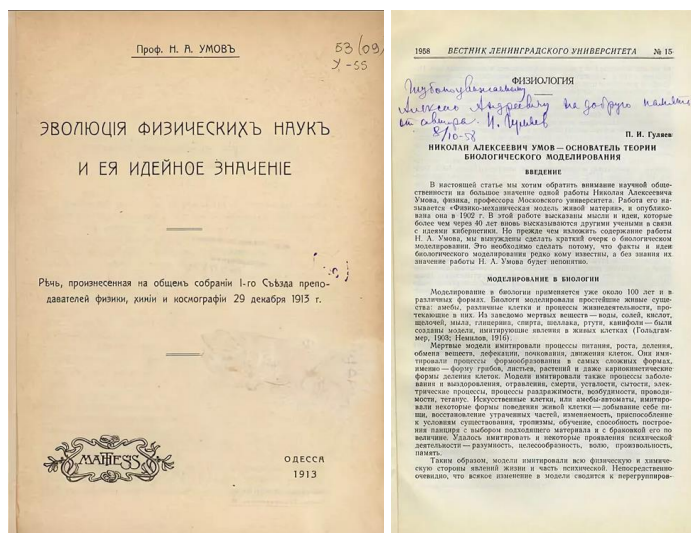 Проф. Н. А. УМОВЪ
53(09)
У-55
ЭВОЛЮЦІЯ ФИЗИЧЕСКИХЪ НАУКЪ
И ЕЯ ИДЕЙНОЕ ЗНАЧЕНІЕ
Рѣчь, произнесенная на общемъ собраніи I-го Съѣзда препо-
давателей физики, химіи и космографіи 29 декабря 1913 г.
MATHESIS
ОДЕССА
1913
1958 ВЕСТНИК ЛЕНИНГРАДСКОГО УНИВЕРСИТЕТА № 15
ФИЗИОЛОГИЯ
Глубокоуважаемому
Алексею Андреевичу на добрую память
от автора. П. Гуляев
8/10-58
П. И. Гуляев
НИКОЛАЙ АЛЕКСЕЕВИЧ УМОВ — ОСНОВАТЕЛЬ ТЕОРИИ
БИОЛОГИЧЕСКОГО МОДЕЛИРОВАНИЯ
ВВЕДЕНИЕ
В настоящей статье мы хотим обратить внимание научной обще-
ственности на большое значение одной работы Николая Алексеевича
Умова, физика, профессора Московского университета. Работа его на-
зывается «Физико-механическая модель живой материи», и опублико-
вана она в 1902 г. В этой работе высказаны мысли и идеи, которые
более чем через 40 лет вновь высказываются другими учеными в связи
с идеями кибернетики. Но прежде чем изложить содержание работы
Н. А. Умова, мы вынуждены сделать краткий очерк о биологическом
моделировании. Это необходимо сделать потому, что факты и идеи
биологического моделирования редко кому известны, а без знания их
значение работы Н. А. Умова будет непонятно.
МОДЕЛИРОВАНИЕ В БИОЛОГИИ
Моделирование в биологии применяется уже около 100 лет и в
различных формах. Биологи моделировали простейшие живые суще-
ства: амебы, различные клетки и процессы жизнедеятельности, про-
текающие в них. Из заведомо мертвых веществ — воды, солей, кислот,
щелочей, мыла, глицерина, спирта, шеллака, ртути, канифоли — были
созданы модели, имитирующие явления в живых клетках (Гольдгам-
мер, 1903; Немилов, 1916).
Мертвые модели имитировали процессы питания, роста, деления,
обмена веществ, дефекации, почкования, движения клеток. Они ими-
тировали процессы формообразования в самых сложных формах,
именно — форму грибов, листьев, растений и даже кариокинетические
формы деления клеток. Модели имитировали также процессы заболе-
вания и выздоровления, отравления, смерти, усталости, сытости, элек-
трические процессы, процессы раздражимости, возбудимости, проводи-
мости, тетанус. Искусственные клетки, или амебы-автоматы, имитиро-
вали некоторые формы поведения живой клетки — добывание себе пи-
щи, восстановление утраченных частей, изменяемость, приспособление
к условиям существования, тропизмы, обучение, способность построе-
ния панциря с выбором подходящего материала и с браковкой его по
величине. Удалось имитировать и некоторые проявления психической
деятельности — разумность, целесообразность, волю, произвольность,
память.
Таким образом, модели имитировали всю физическую и химиче-
скую стороны явлений жизни и часть психической. Непосредственно
очевидно, что всякое изменение в модели сводится к перегруппиров-